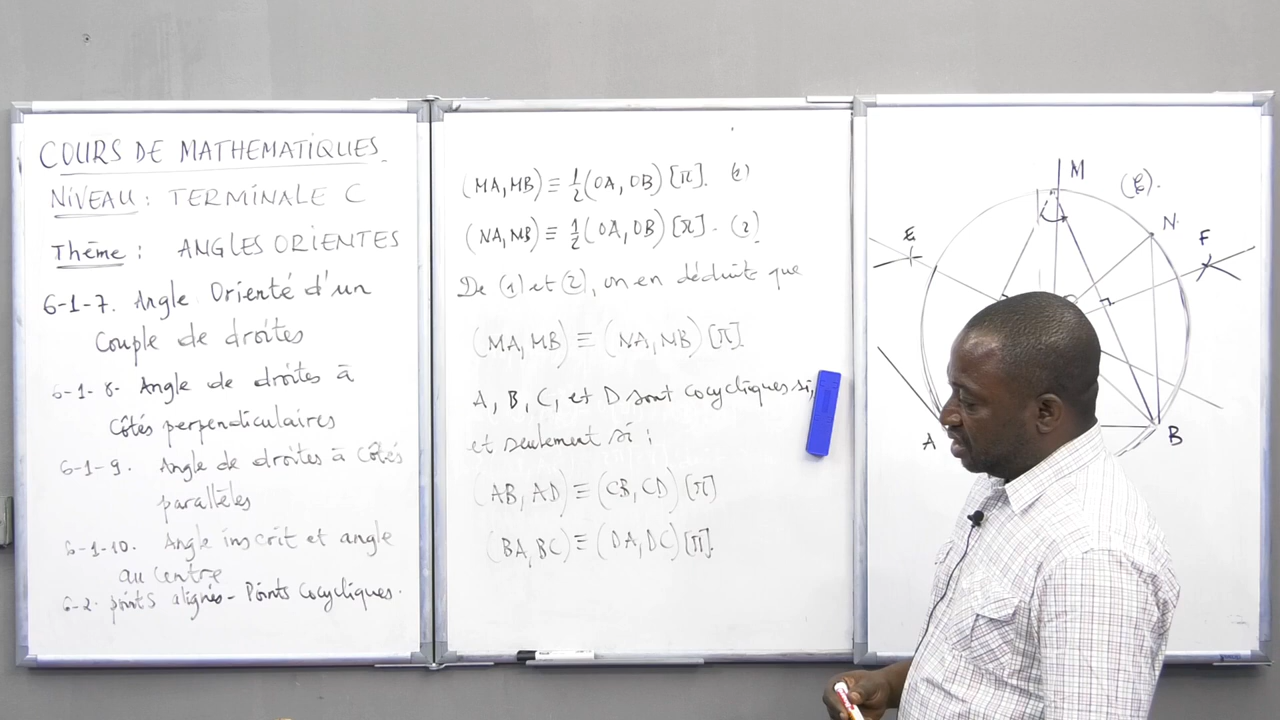 COURS DE MATHEMATIQUES
NIVEAU : TERMINALE C
Thème : ANGLES ORIENTES
6-1-7. Angle Orienté d'un
Couple de droites
6-1-8- Angle de droites à
Côtés perpendiculaires
6-1-9. Angle de droites à Côtés
parallèles
6-1-10. Angle inscrit et angle
au Centre
6-2. points alignés - Points Cocycliques.
(MA, MB) ≡ 1/2 (OA, OB) [π]. (1)
(NA, MB) ≡ 1/2 (OA, OB) [π]. (2)
De (1) et (2), on en déduit que
(MA, MB) ≡ (NA, MB) [π].
A, B, C, et D sont cocycliques si,
et seulement si :
(AB, AD) ≡ (CB, CD) [π]
(BA, BC) ≡ (DA, DC) [π].
M
N
E
F
A
B